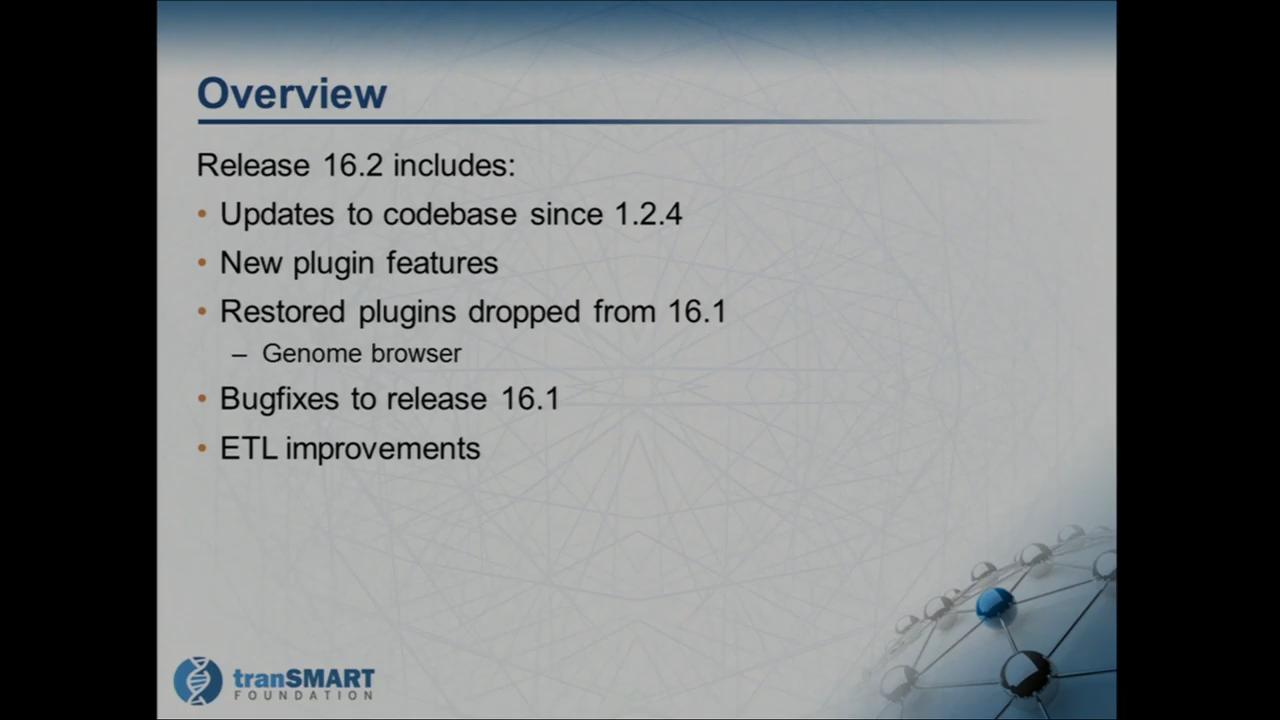 Overview
Release 16.2 includes:
• Updates to codebase since 1.2.4
• New plugin features
• Restored plugins dropped from 16.1
– Genome browser
• Bugfixes to release 16.1
• ETL improvements
tranSMART
FOUNDATION